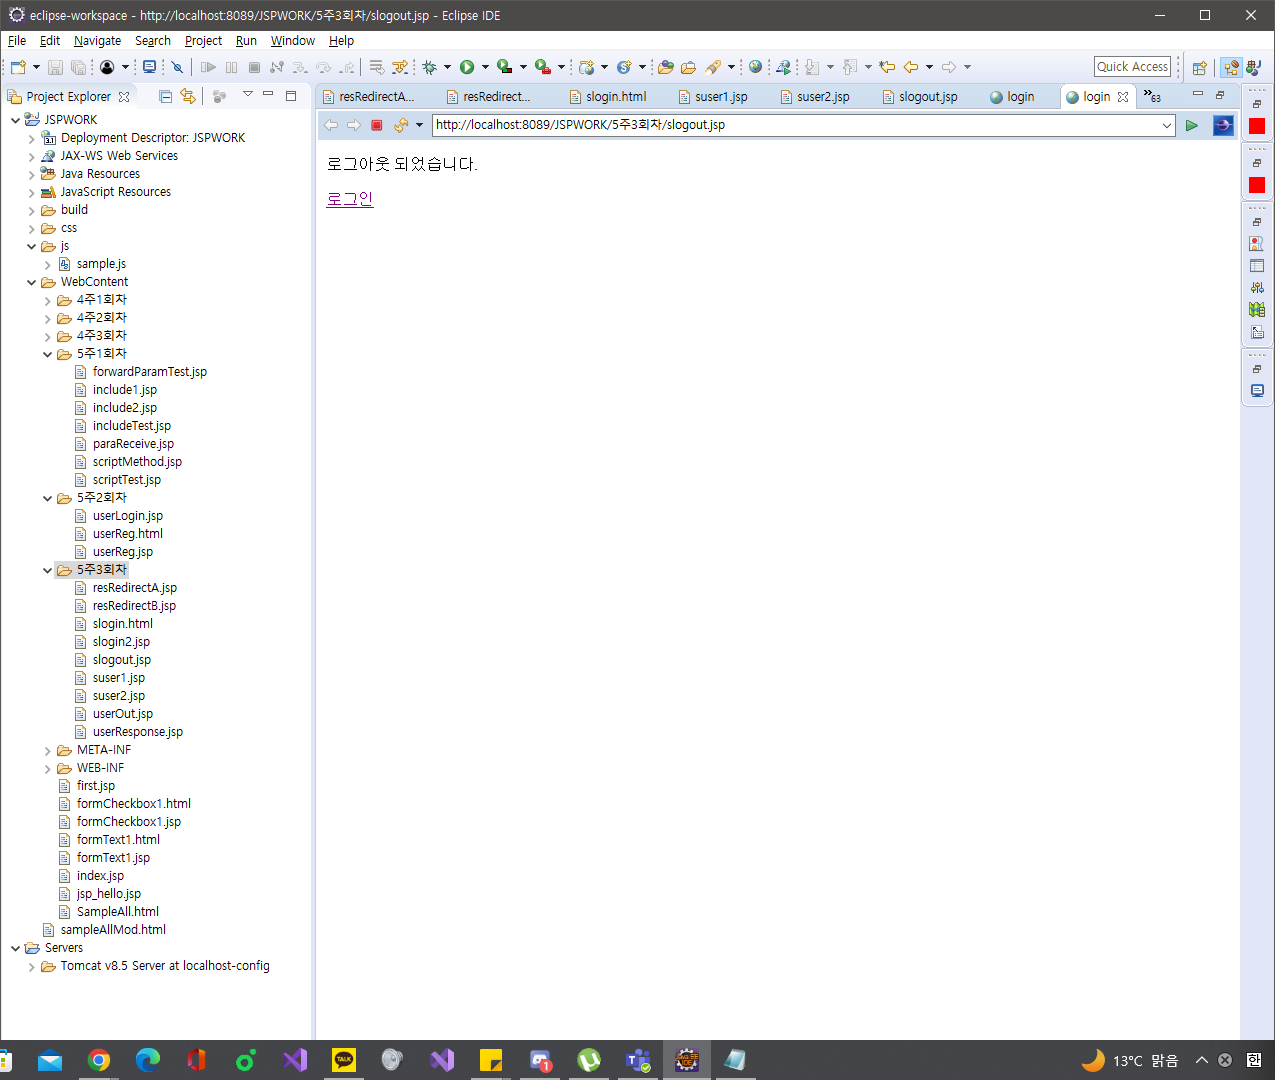 eclipse-workspace - http://localhost:8089/JSPWORK/5주3회차/slogout.jsp - Eclipse IDE
File Edit Navigate Search Project Run Window Help
Quick Access
Project Explorer
resRedirectA... resRedirect... slogin.html suser1.jsp suser2.jsp slogout.jsp login login 63
http://localhost:8089/JSPWORK/5주3회차/slogout.jsp
로그아웃 되었습니다.
로그인
JSPWORK
Deployment Descriptor: JSPWORK
JAX-WS Web Services
Java Resources
JavaScript Resources
build
css
js
sample.js
WebContent
4주1회차
4주2회차
4주3회차
5주1회차
forwardParamTest.jsp
include1.jsp
include2.jsp
includeTest.jsp
paraReceive.jsp
scriptMethod.jsp
scriptTest.jsp
5주2회차
userLogin.jsp
userReg.html
userReg.jsp
5주3회차
resRedirectA.jsp
resRedirectB.jsp
slogin.html
slogin2.jsp
slogout.jsp
suser1.jsp
suser2.jsp
userOut.jsp
userResponse.jsp
META-INF
WEB-INF
first.jsp
formCheckbox1.html
formCheckbox1.jsp
formText1.html
formText1.jsp
index.jsp
jsp_hello.jsp
SampleAll.html
sampleAllMod.html
Servers
Tomcat v8.5 Server at localhost-config
TALK
1
Java EE
IDE
13°C 맑음
한